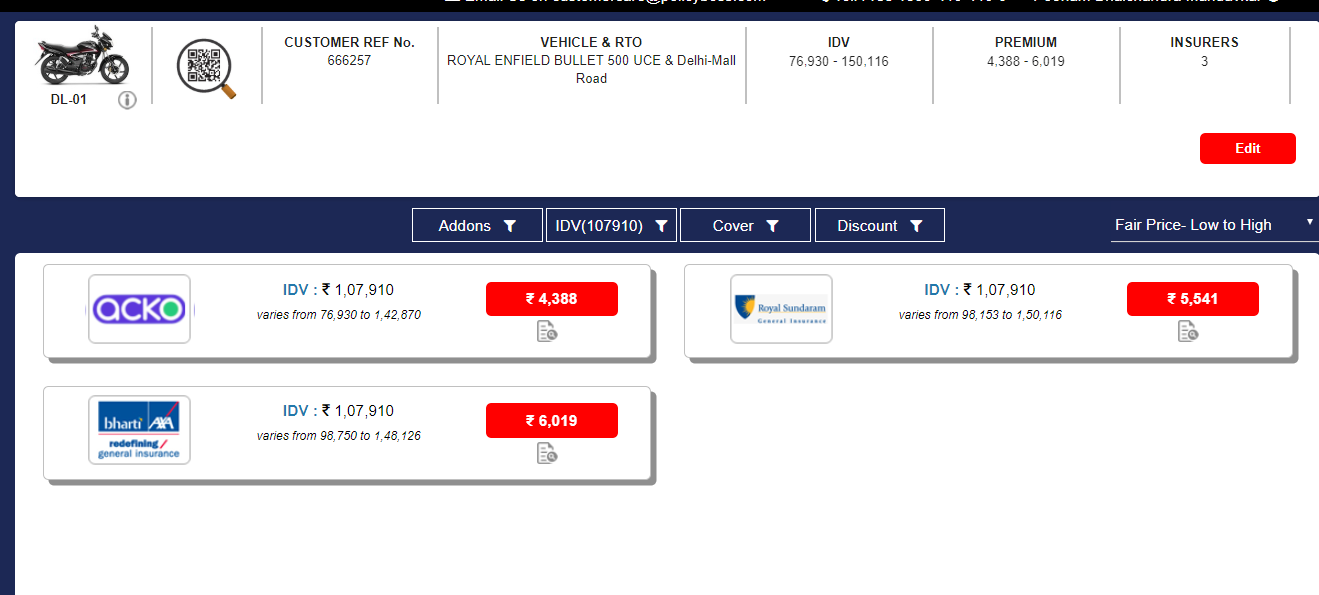 CUSTOMER REF No.
666257
VEHICLE & RTO
ROYAL ENFIELD BULLET 500 UCE & Delhi-Mall
Road
IDV
76,930 - 150,116
PREMIUM
4,388 - 6,019
INSURERS
3
DL-01
Edit
Addons
IDV(107910)
Cover
Discount
Fair Price- Low to High
acko
IDV : ₹ 1,07,910
varies from 76,930 to 1,42,870
₹ 4,388
Royal Sundaram
General Insurance
IDV : ₹ 1,07,910
varies from 98,153 to 1,50,116
₹ 5,541
bharti AXA
redefining /
general insurance
IDV : ₹ 1,07,910
varies from 98,750 to 1,48,126
₹ 6,019